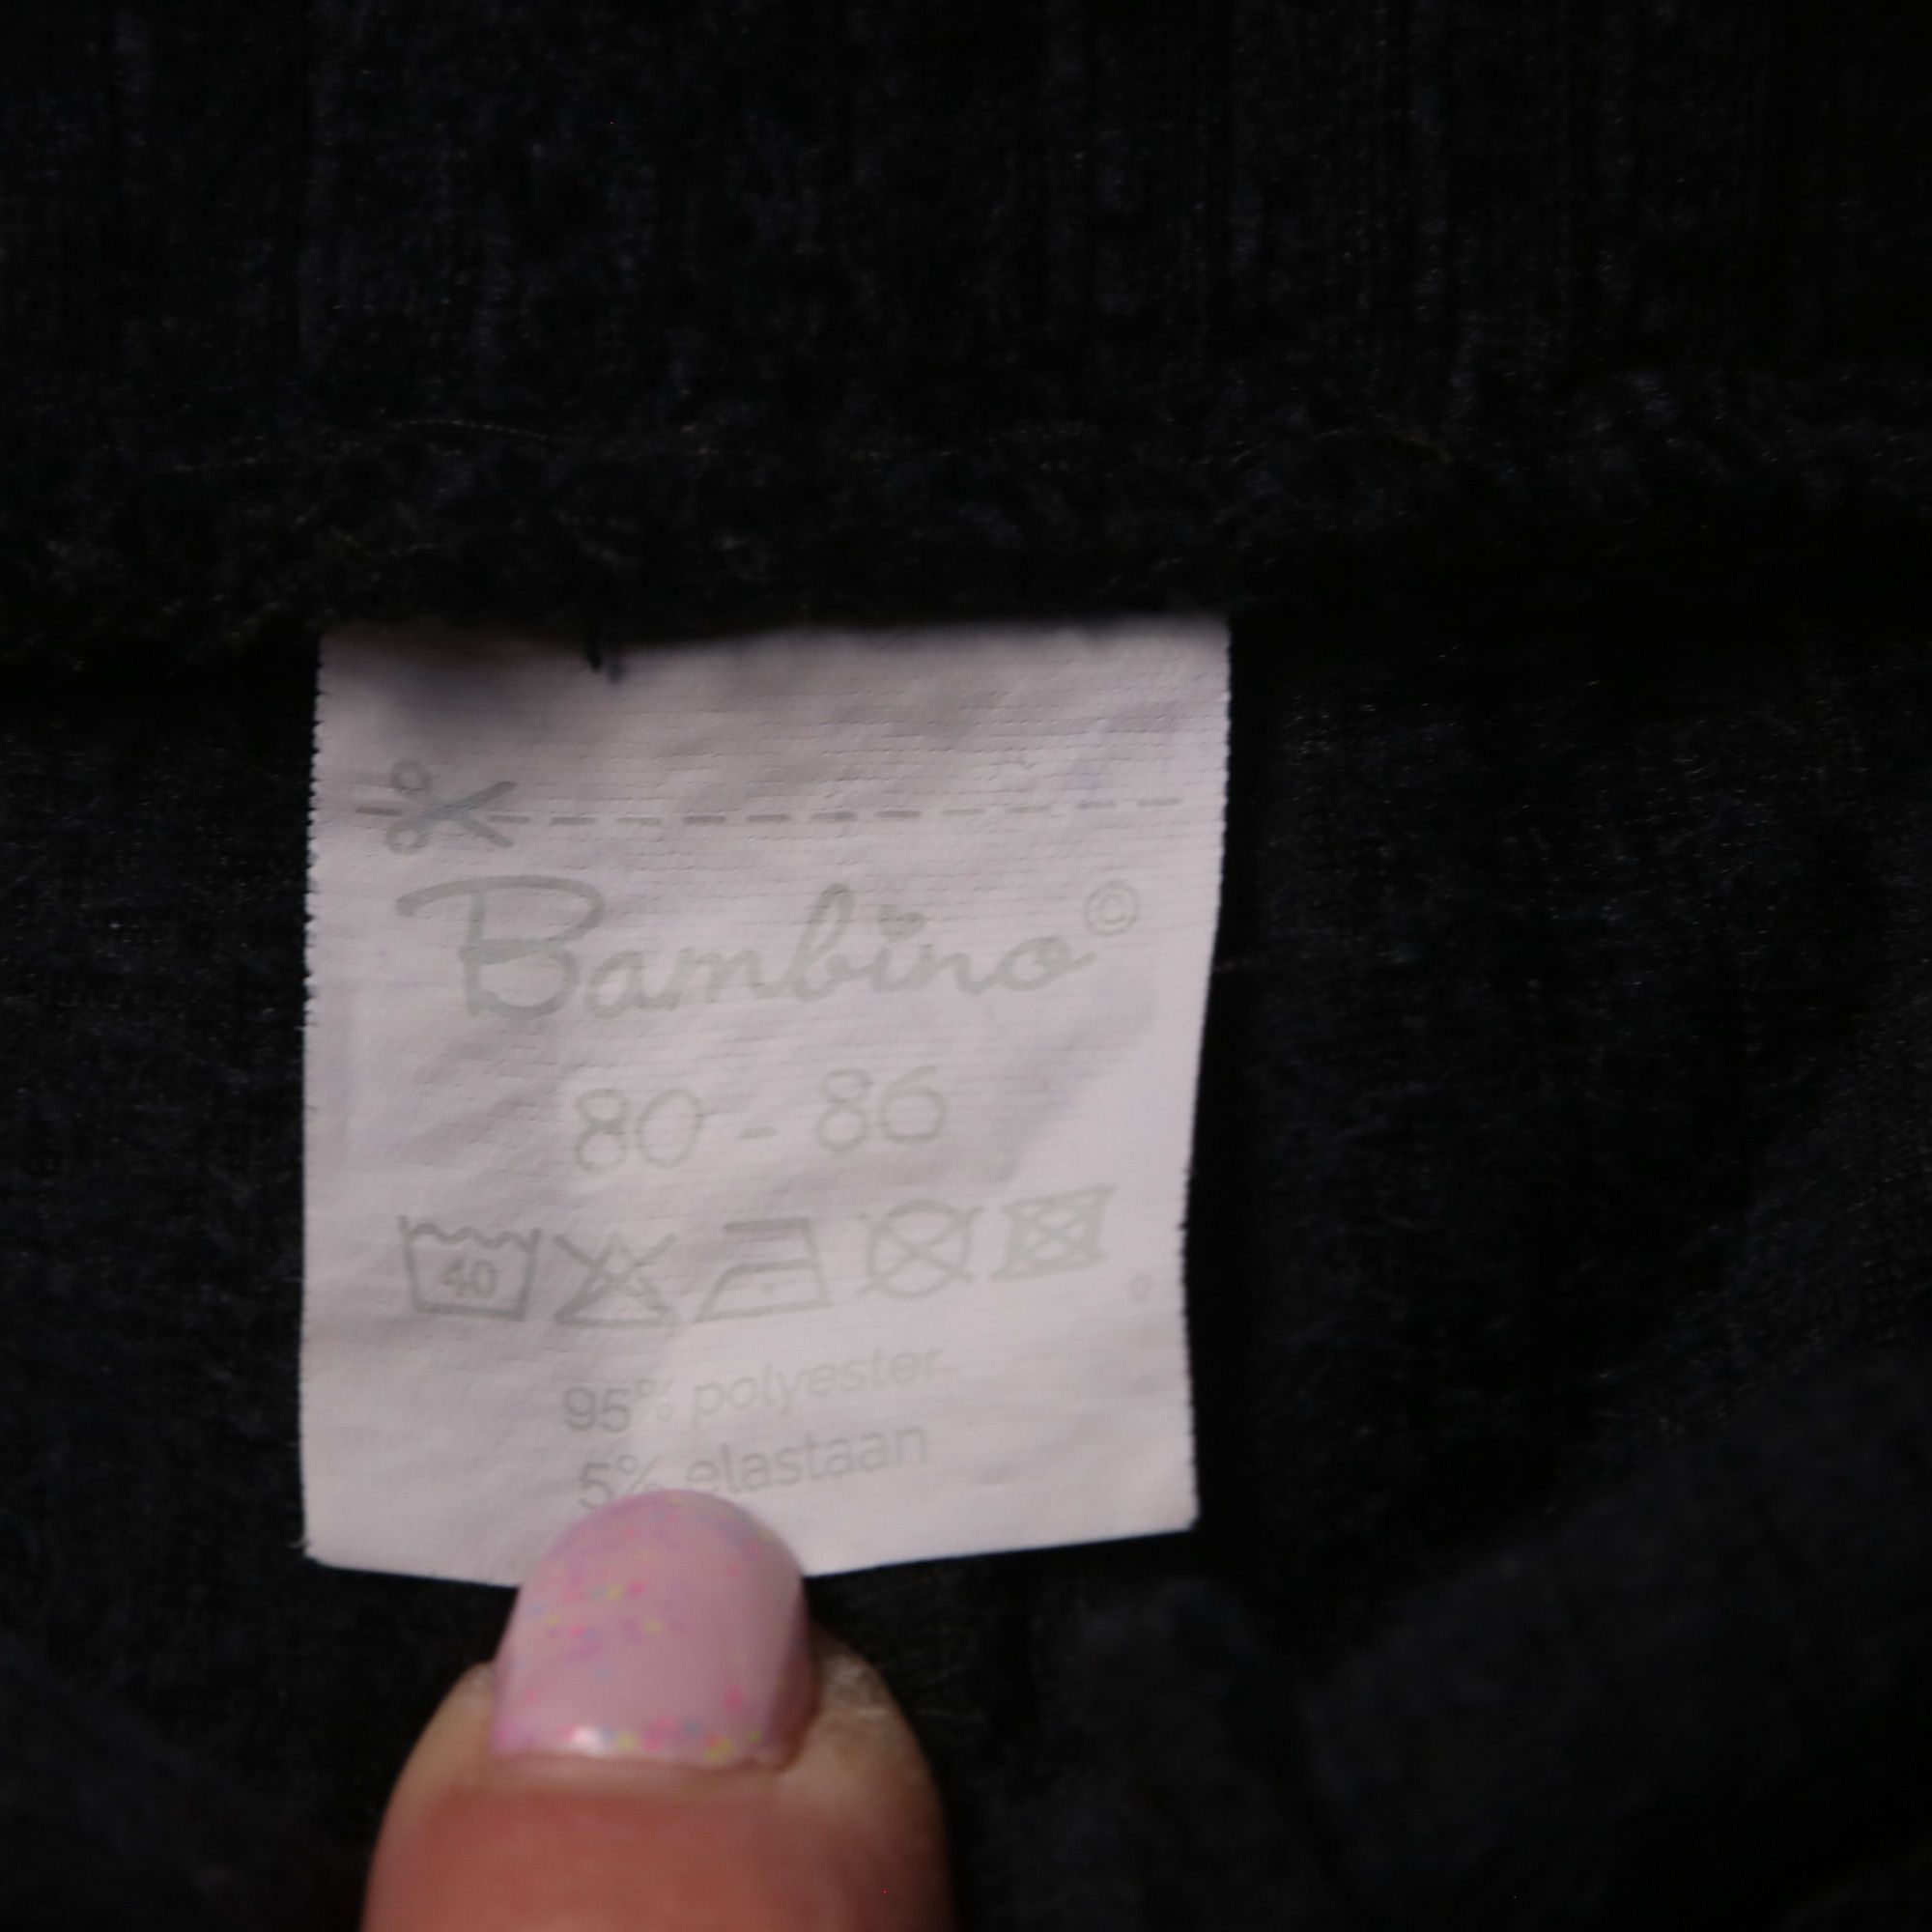 Bambino©
80 - 86
40
95% polyester
5% elastaan